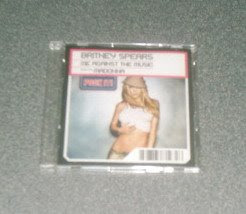 BRITNEY SPEARS
ME AGAINST THE MUSIC
MADONNA